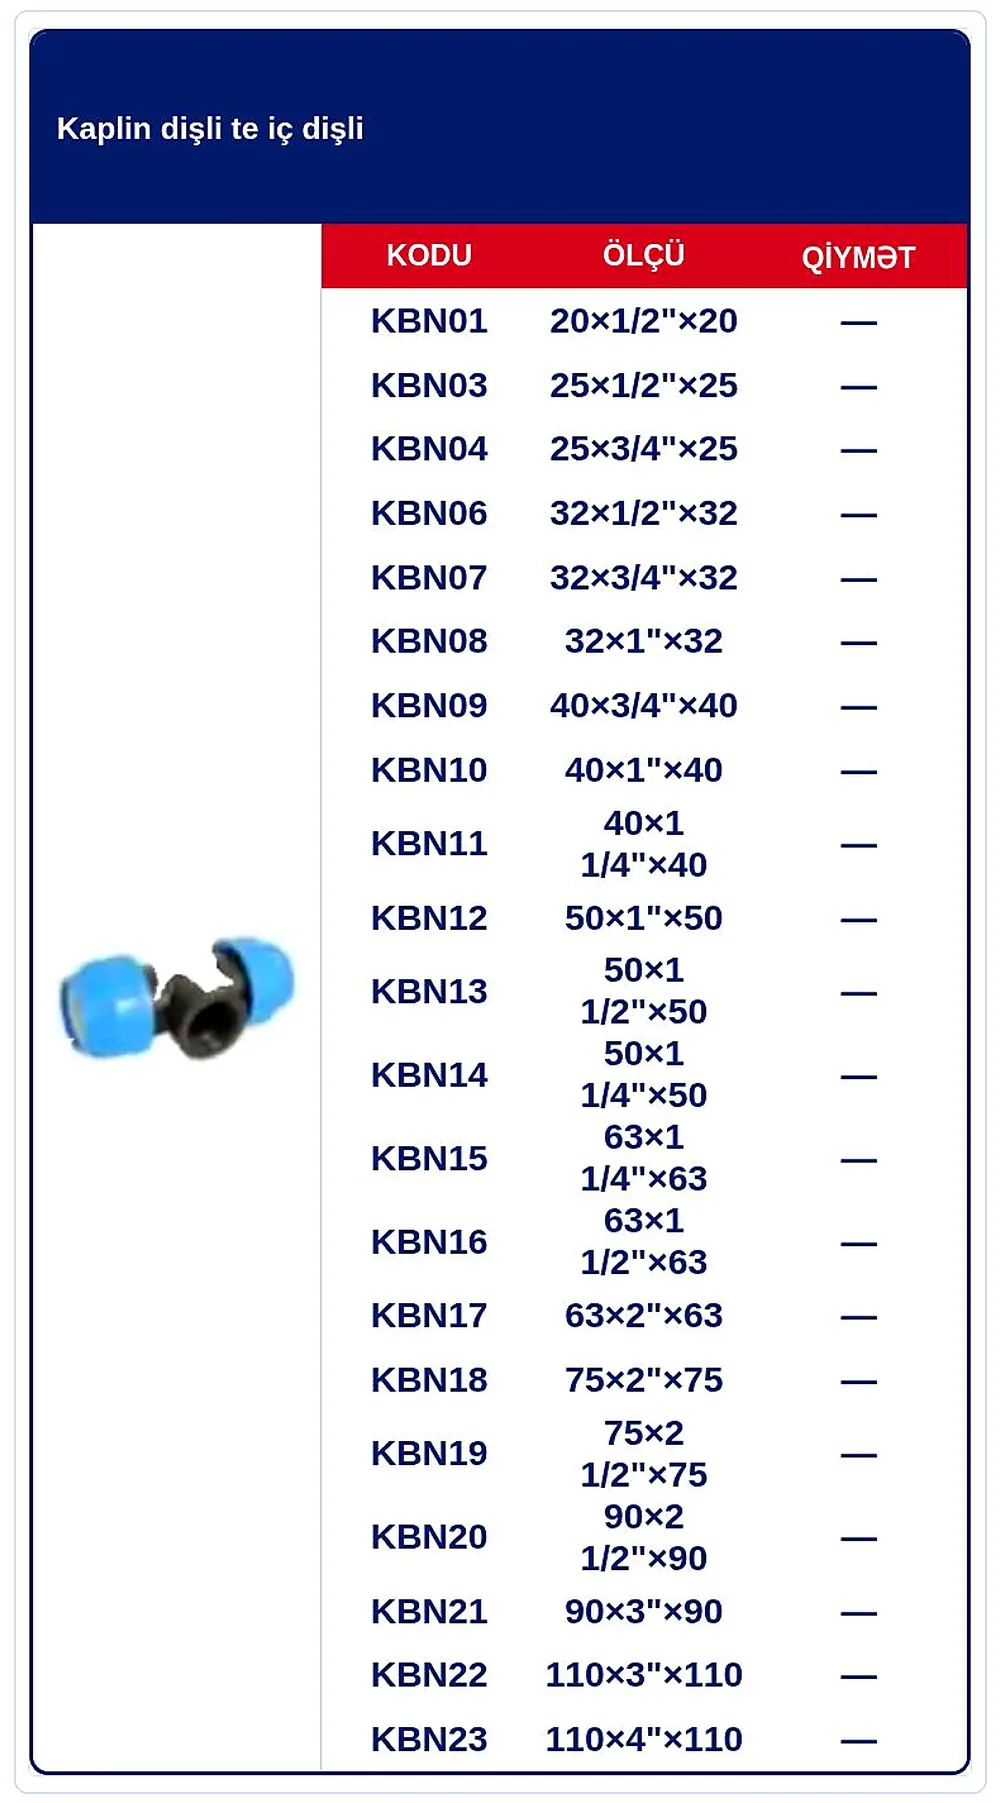 Kaplin dişli te iç dişli
KODU ÖLÇÜ QİYMƏT
KBN01 20×1/2"×20 —
KBN03 25×1/2"×25 —
KBN04 25×3/4"×25 —
KBN06 32×1/2"×32 —
KBN07 32×3/4"×32 —
KBN08 32×1"×32 —
KBN09 40×3/4"×40 —
KBN10 40×1"×40 —
KBN11 40×1
1/4"×40 —
KBN12 50×1"×50 —
KBN13 50×1
1/2"×50 —
KBN14 50×1
1/4"×50 —
KBN15 63×1
1/4"×63 —
KBN16 63×1
1/2"×63 —
KBN17 63×2"×63 —
KBN18 75×2"×75 —
KBN19 75×2
1/2"×75 —
KBN20 90×2
1/2"×90 —
KBN21 90×3"×90 —
KBN22 110×3"×110 —
KBN23 110×4"×110 —